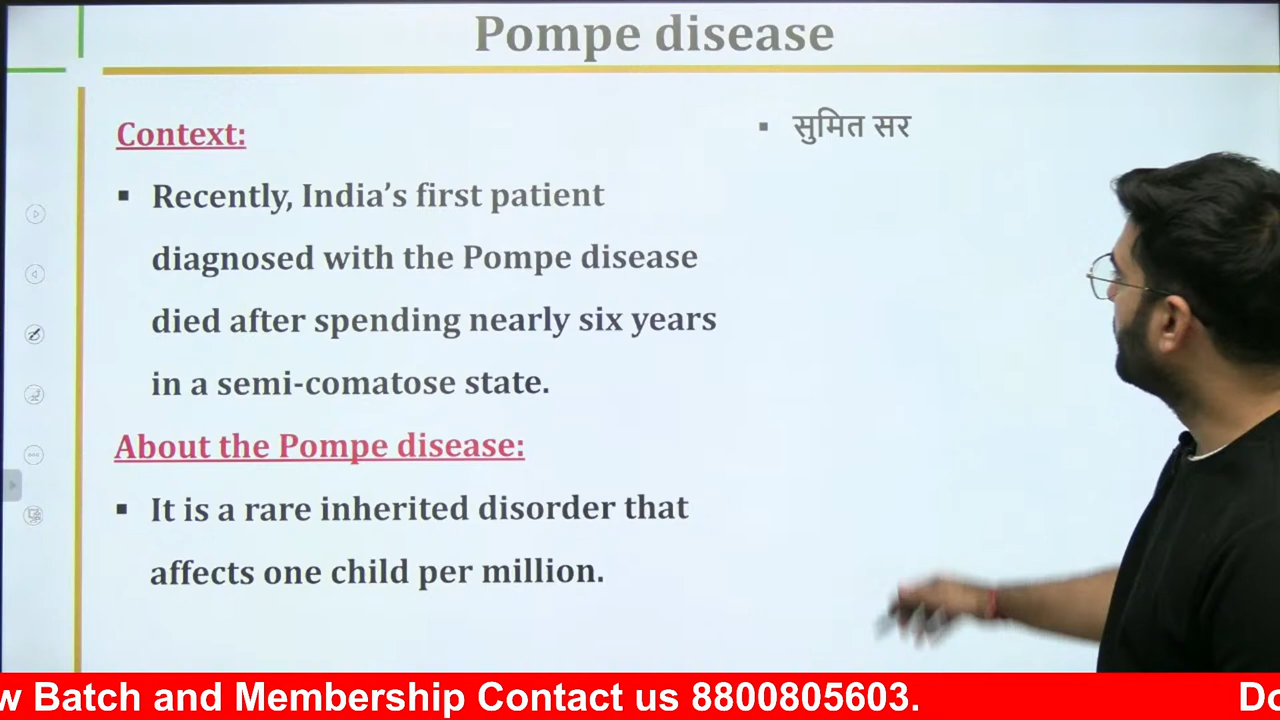 Pompe disease
Context:
▪ Recently, India’s first patient
diagnosed with the Pompe disease
died after spending nearly six years
in a semi-comatose state.
About the Pompe disease:
▪ It is a rare inherited disorder that
affects one child per million.
▪ सुमित सर
w Batch and Membership Contact us 8800805603.
Do